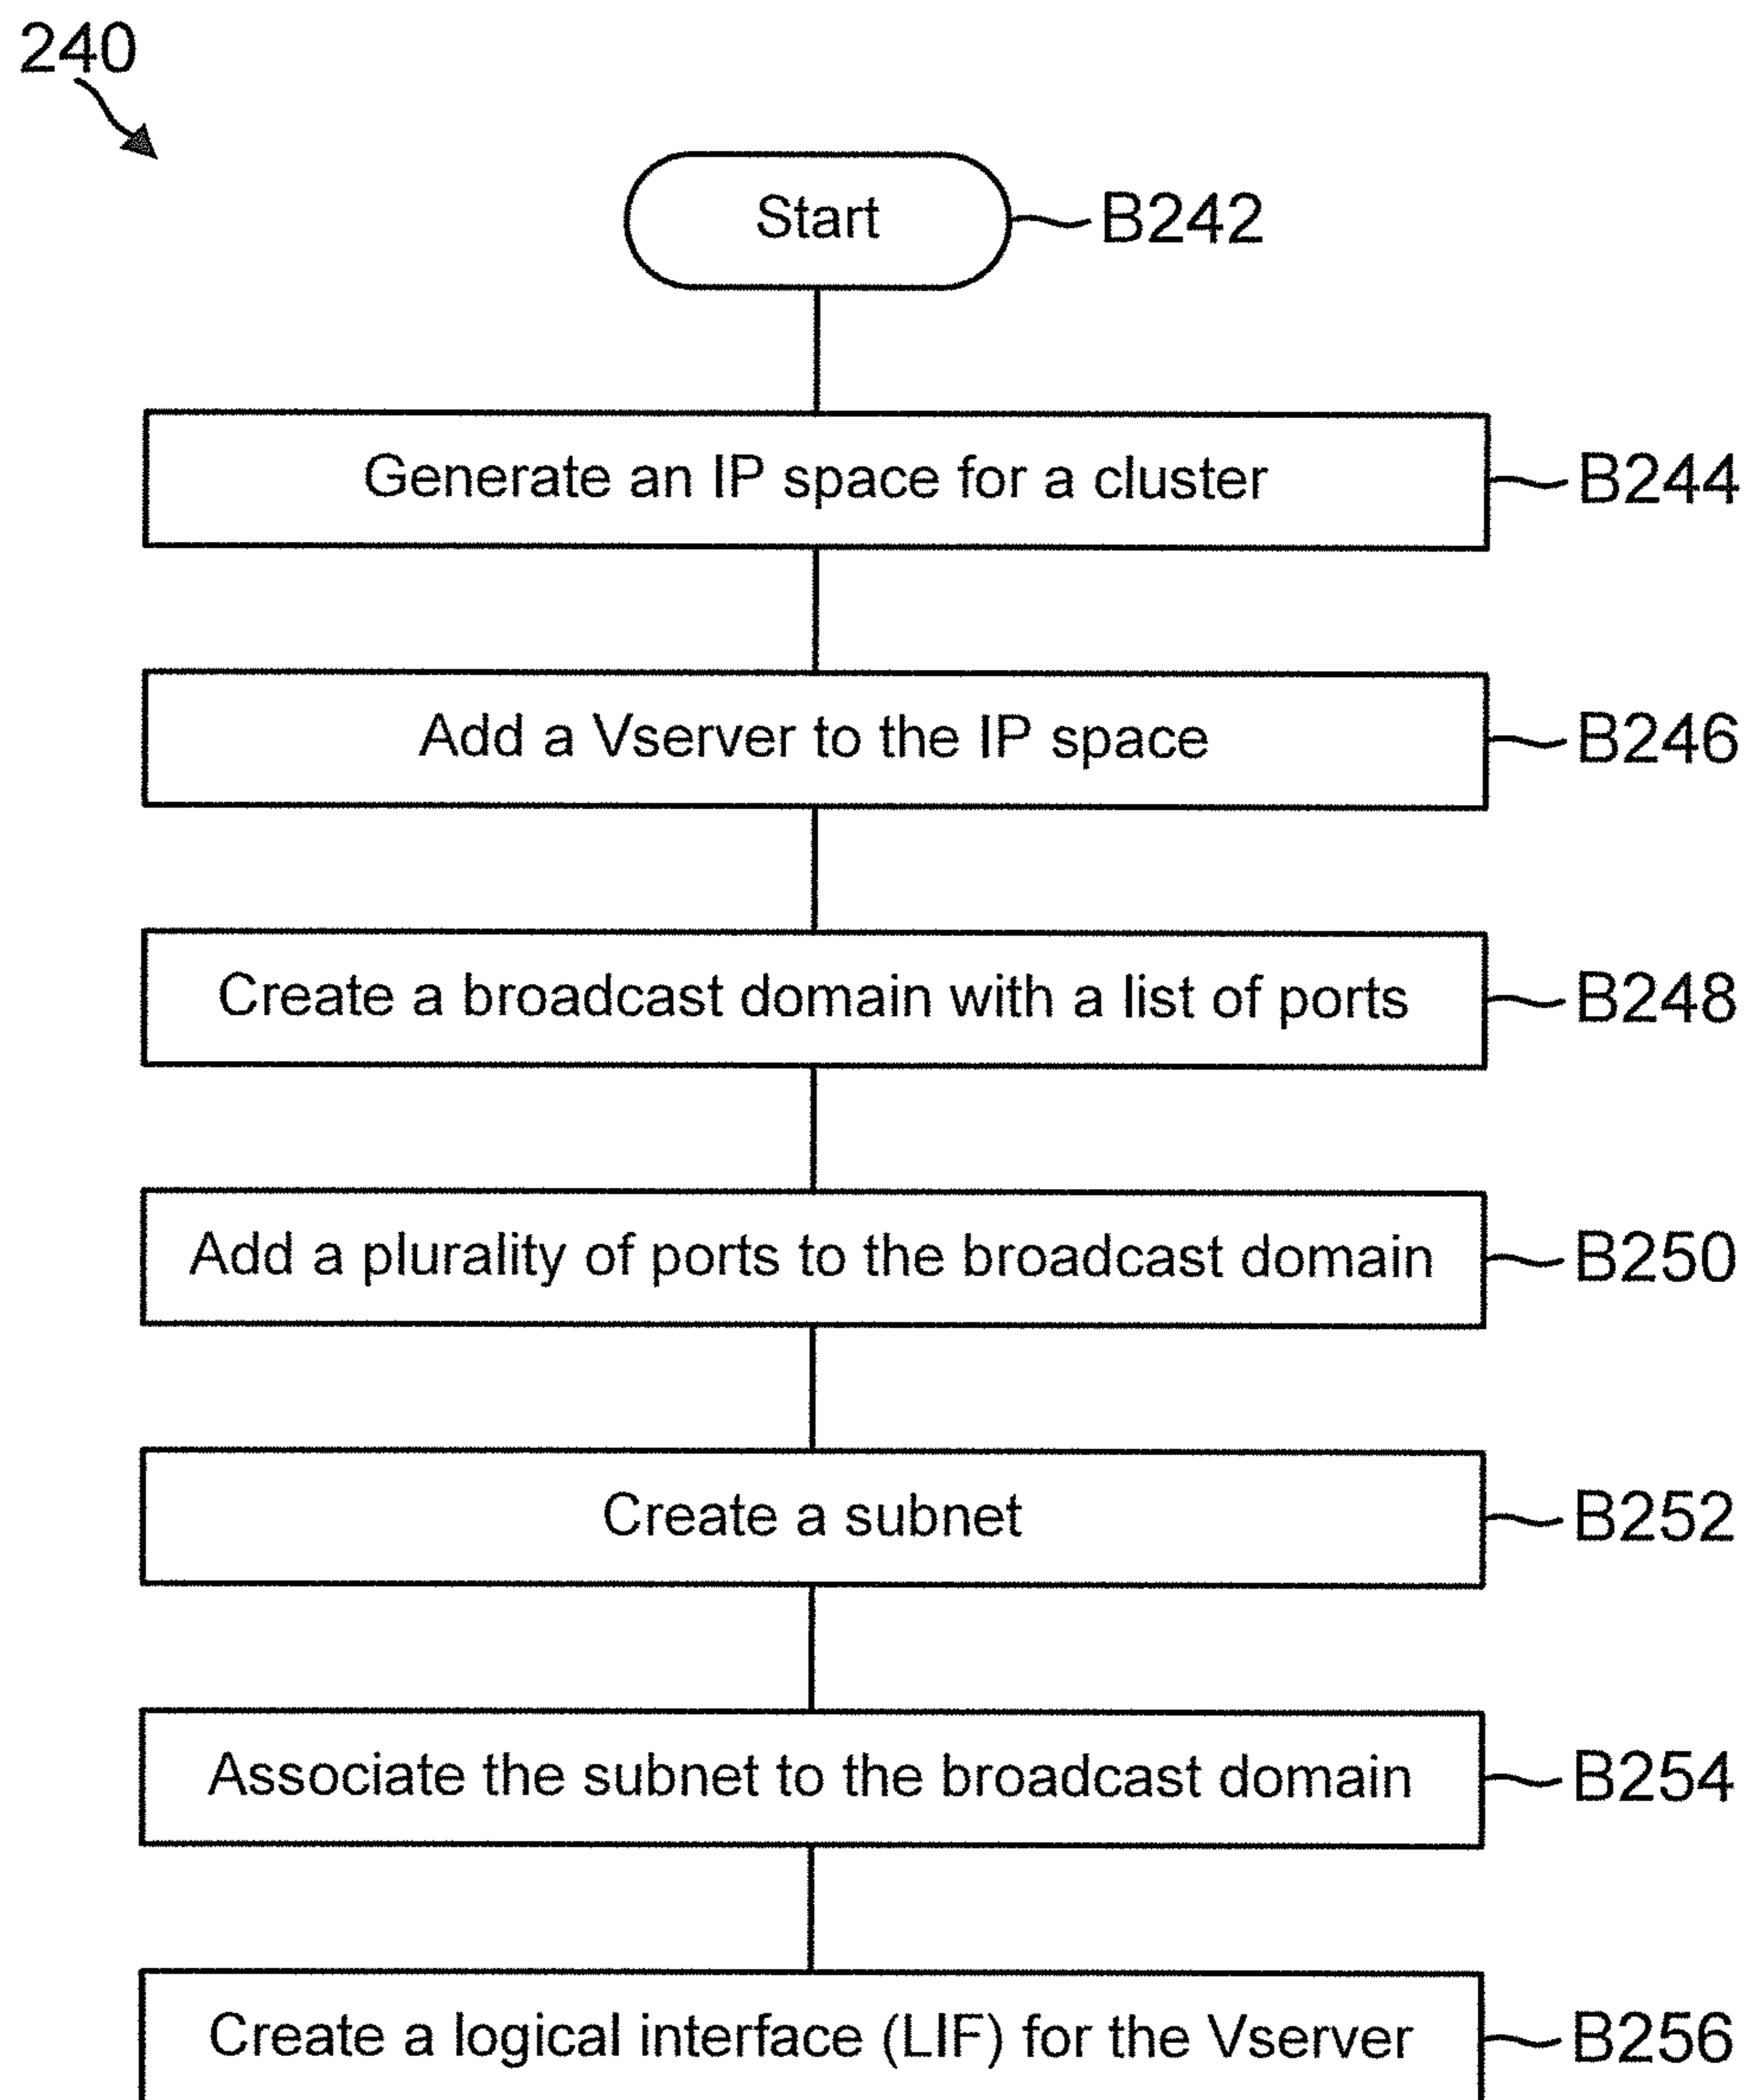 240
Start
B242
Generate an IP space for a cluster
B244
Add a Vserver to the IP space
B246
Create a broadcast domain with a list of ports
B248
Add a plurality of ports to the broadcast domain
B250
Create a subnet
B252
Associate the subnet to the broadcast domain
B254
Create a logical interface (LIF) for the Vserver
B256